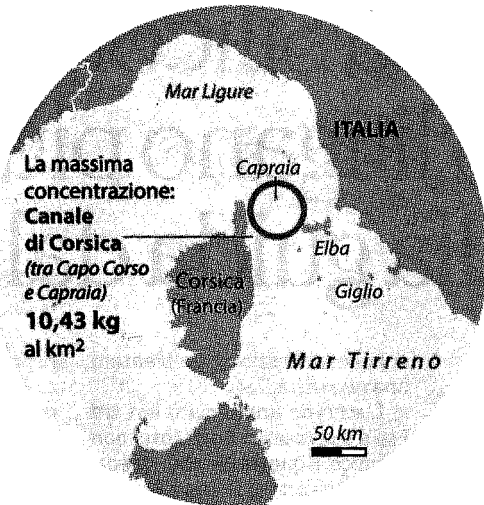 Mar Ligure
ITALIA
La massima
concentrazione:
Canale
di Corsica
(tra Capo Corso
e Capraia)
10,43 kg
al km²
Capraia
Elba
Corsica
(Francia)
Giglio
Mar Tirreno
50 km